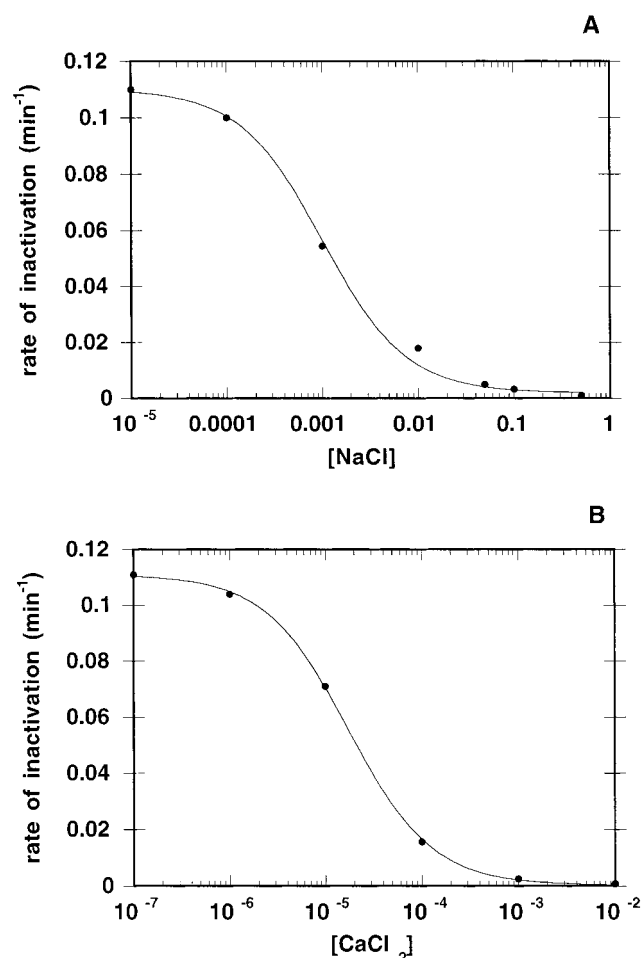 A
0.12
0.1
0.08
0.06
0.04
0.02
0
rate of inactivation (min⁻¹)
10⁻⁵ 0.0001 0.001 0.01 0.1 1
[NaCl]
B
0.12
0.1
0.08
0.06
0.04
0.02
0
rate of inactivation (min⁻¹)
10⁻⁷ 10⁻⁶ 10⁻⁵ 10⁻⁴ 10⁻³ 10⁻²
[CaCl₂]